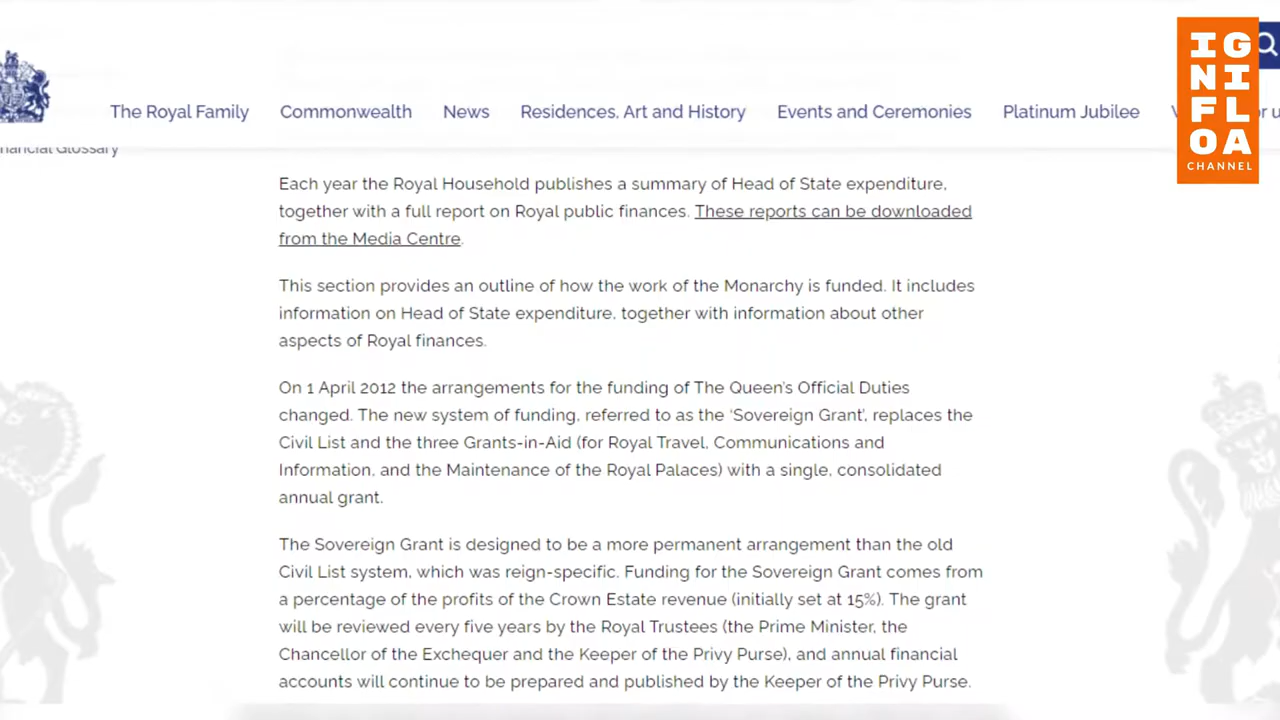 The Royal Family Commonwealth News Residences, Art and History Events and Ceremonies Platinum Jubilee
IG
NI
FL
OA
CHANNEL
Glossary
Each year the Royal Household publishes a summary of Head of State expenditure,
together with a full report on Royal public finances. These reports can be downloaded
from the Media Centre.
This section provides an outline of how the work of the Monarchy is funded. It includes
information on Head of State expenditure, together with information about other
aspects of Royal finances.
On 1 April 2012 the arrangements for the funding of The Queen's Official Duties
changed. The new system of funding, referred to as the 'Sovereign Grant', replaces the
Civil List and the three Grants-in-Aid (for Royal Travel, Communications and
Information, and the Maintenance of the Royal Palaces) with a single, consolidated
annual grant.
The Sovereign Grant is designed to be a more permanent arrangement than the old
Civil List system, which was reign-specific. Funding for the Sovereign Grant comes from
a percentage of the profits of the Crown Estate revenue (initially set at 15%). The grant
will be reviewed every five years by the Royal Trustees (the Prime Minister, the
Chancellor of the Exchequer and the Keeper of the Privy Purse), and annual financial
accounts will continue to be prepared and published by the Keeper of the Privy Purse.